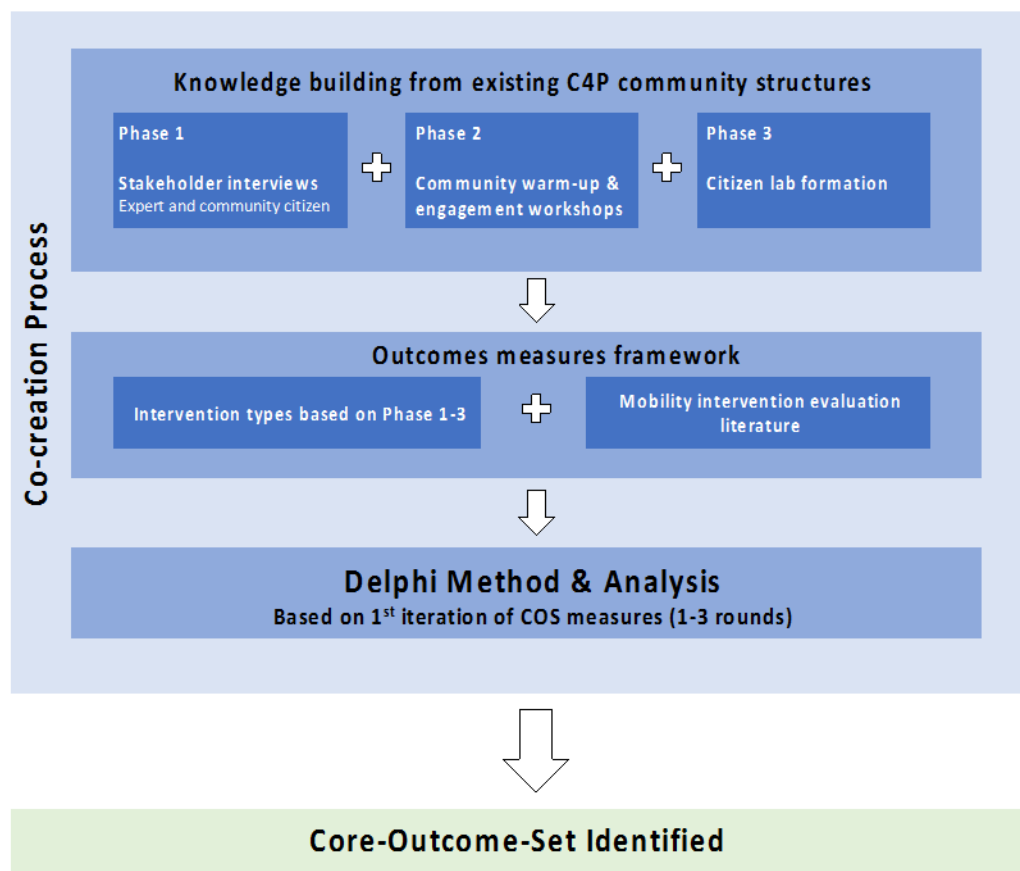 Co-creation Process
Knowledge building from existing C4P community structures
Phase 1
Stakeholder interviews
Expert and community citizen
Phase 2
Community warm-up &
engagement workshops
Phase 3
Citizen lab formation
Outcomes measures framework
Intervention types based on Phase 1-3
Mobility intervention evaluation
literature
Delphi Method & Analysis
Based on 1st iteration of COS measures (1-3 rounds)
Core-Outcome-Set Identified